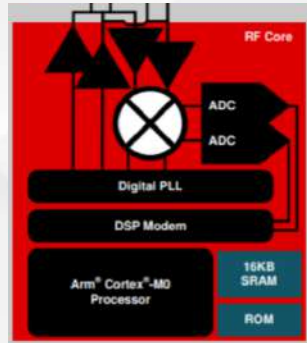 RF Core
ADC
ADC
Digital PLL
DSP Modem
Arm® Cortex®-M0
Processor
16KB
SRAM
ROM